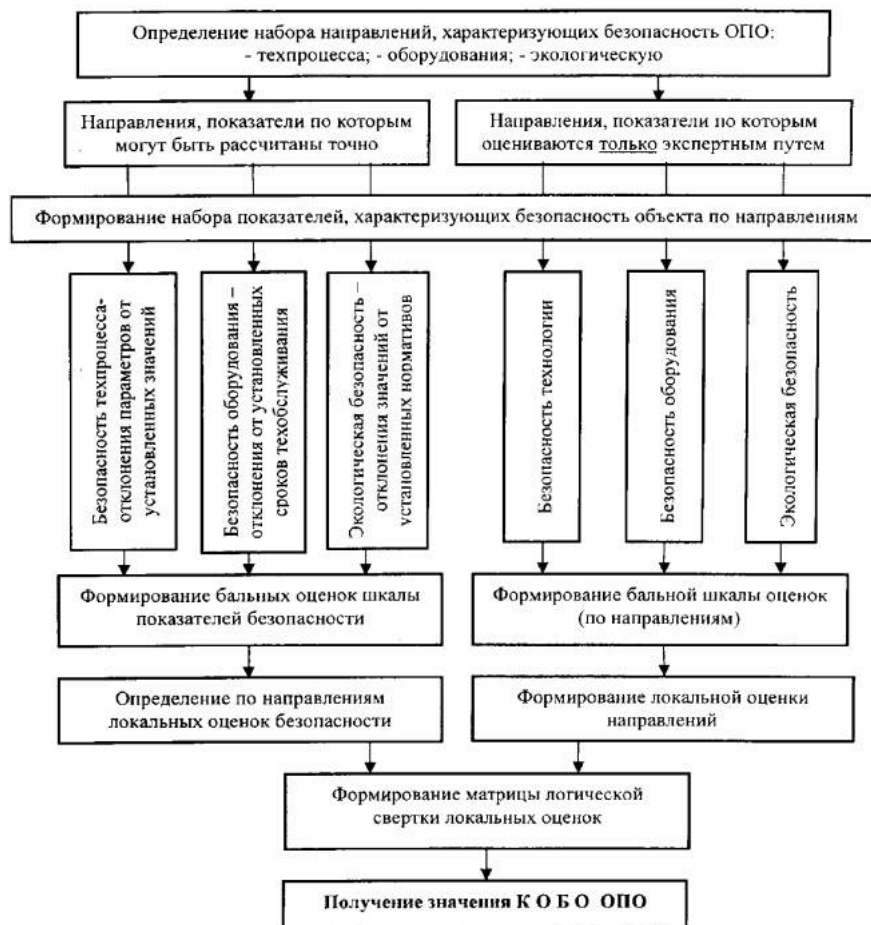 Определение набора направлений, характеризующих безопасность ОПО:
- техпроцесса; - оборудования; - экологическую
Направления, показатели по которым
могут быть рассчитаны точно
Направления, показатели по которым
оцениваются только экспертным путем
Формирование набора показателей, характеризующих безопасность объекта по направлениям
Безопасность техпроцесса-
отклонения параметров от
установленных значений
Безопасность оборудования –
отклонения от установленных
сроков техобслуживания
Экологическая безопасность –
отклонения значений от
установленных нормативов
Безопасность технологии
Безопасность оборудования
Экологическая безопасность
Формирование бальных оценок шкалы
показателей безопасности
Формирование бальной шкалы оценок
(по направлениям)
Определение по направлениям
локальных оценок безопасности
Формирование локальной оценки
направлений
Формирование матрицы логической
свертки локальных оценок
Получение значения К О Б О ОПО